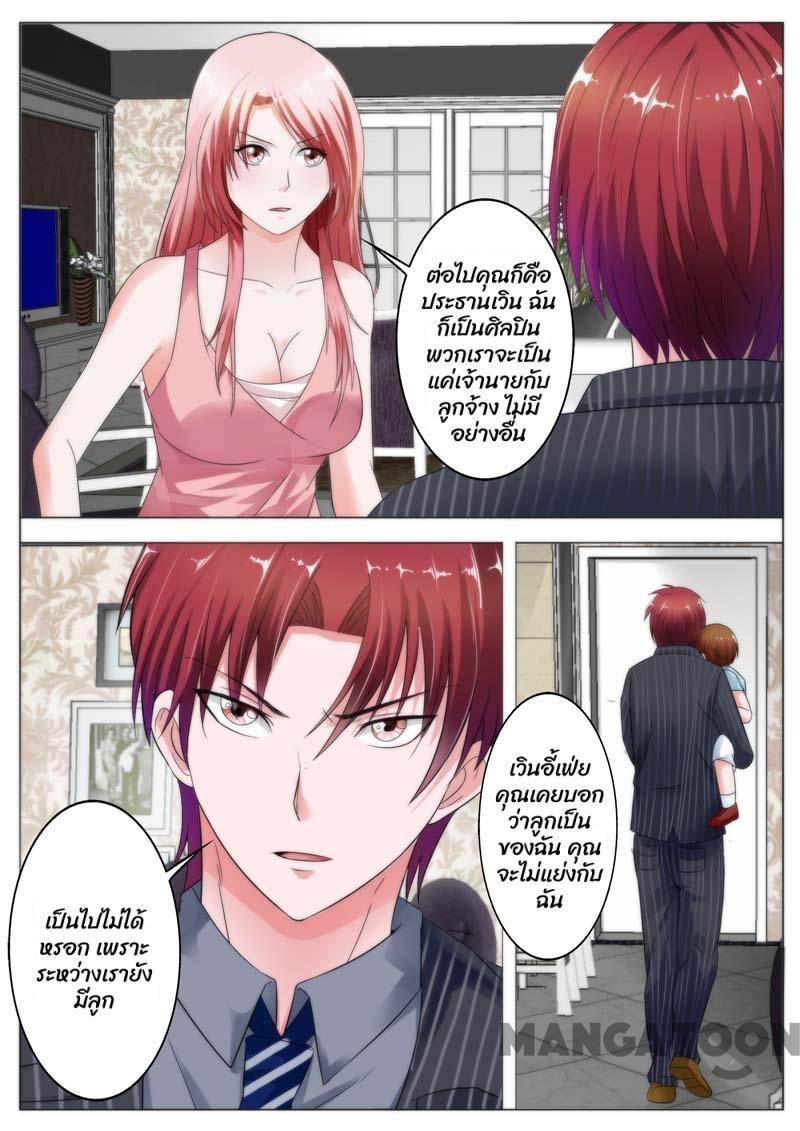 ต่อไปคุณก็คือ
ประธานเวิน ฉัน
ก็เป็นศิลปิน
พวกเราจะเป็น
แค่เจ้านายกับ
ลูกจ้าง ไม่มี
อย่างอื่น
เป็นไปไม่ได้
หรอก เพราะ
ระหว่างเรายัง
มีลูก
เวินอี้เฟ่ย
คุณเคยบอก
ว่าลูกเป็น
ของฉัน คุณ
จะไม่แย่งกับ
ฉัน
MANGATOON